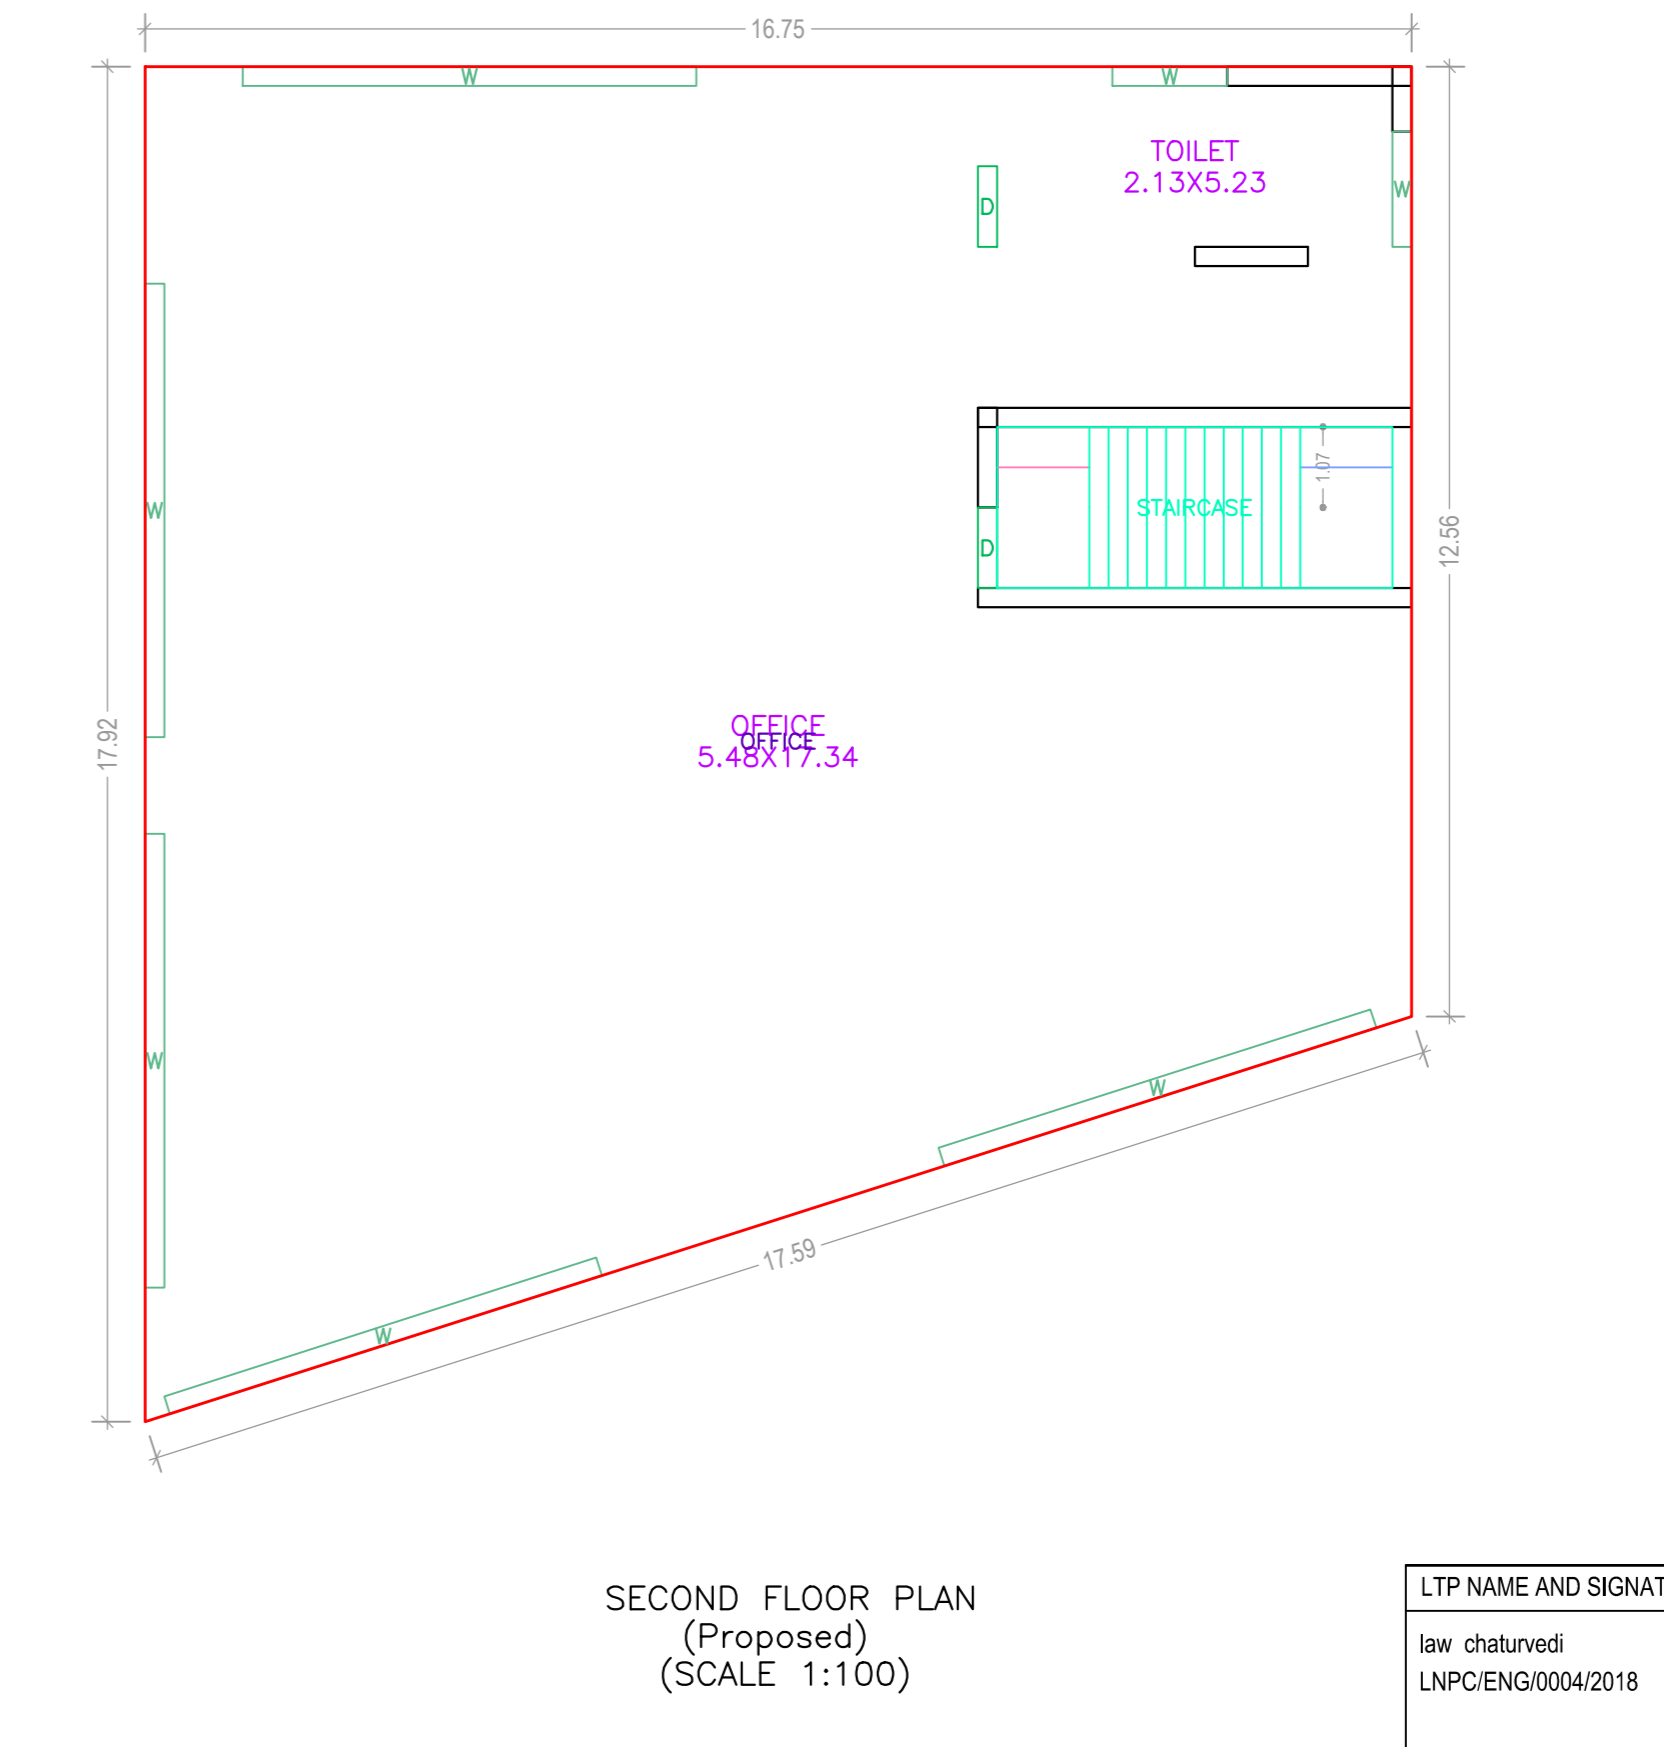 16.75
W
W
TOILET
2.13X5.23
W
D
W
1.07
STAIRCASE
D
12.56
OFFICE
OFFICE
5.48X17.34
17.92
W
W
17.59
W
SECOND FLOOR PLAN
(Proposed)
(SCALE 1:100)
LTP NAME AND SIGNAT
law chaturvedi
LNPC/ENG/0004/2018